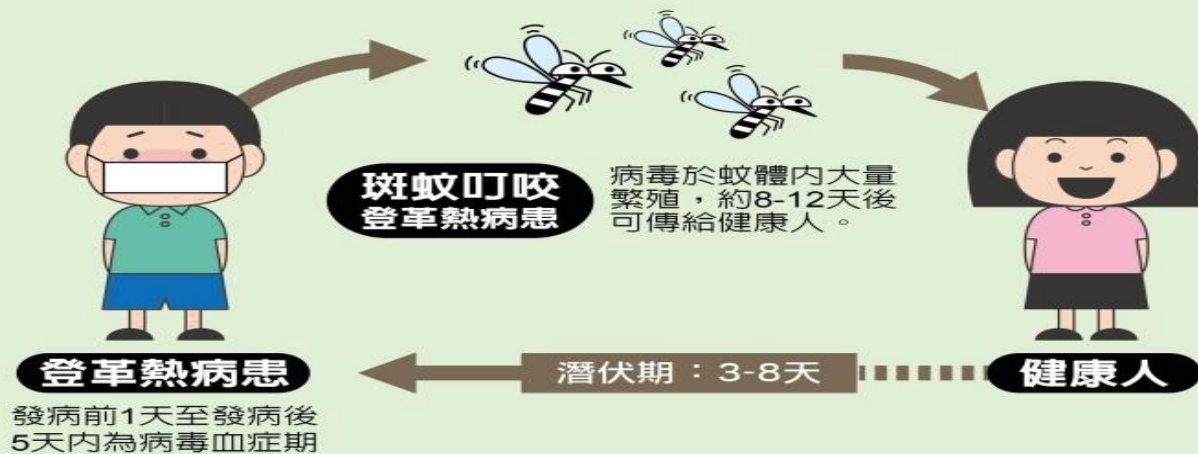 斑蚊叮咬
登革熱病患
病毒於蚊體內大量
繁殖，約8-12天後
可傳給健康人。
登革熱病患
潛伏期：3-8天
健康人
發病前1天至發病後
5天內為病毒血症期